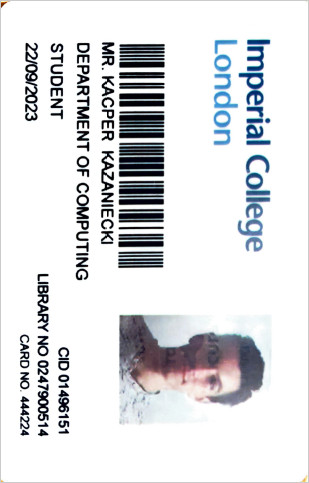 Imperial College
London
MR. KACPER KAZANIECKI
DEPARTMENT OF COMPUTING
STUDENT
22/09/2023
CID 01496151
LIBRARY NO 0247900514
CARD NO. 444224